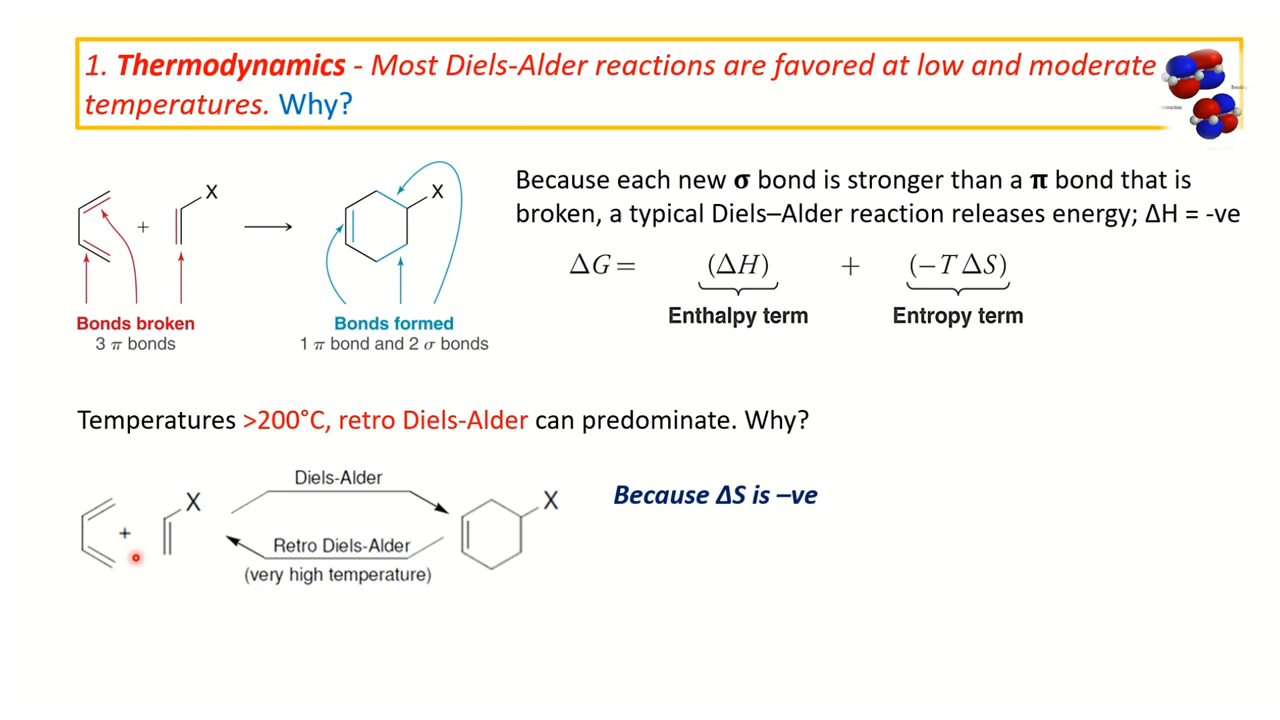 1. Thermodynamics - Most Diels-Alder reactions are favored at low and moderate
temperatures. Why?
X
+
X
Bonds broken
3 π bonds
Bonds formed
1 π bond and 2 σ bonds
Because each new σ bond is stronger than a π bond that is
broken, a typical Diels–Alder reaction releases energy; ΔH = -ve
ΔG = (ΔH) + (−T ΔS)
Enthalpy term Entropy term
Temperatures >200°C, retro Diels-Alder can predominate. Why?
Diels-Alder
X
+
X
Retro Diels-Alder
(very high temperature)
Because ΔS is –ve